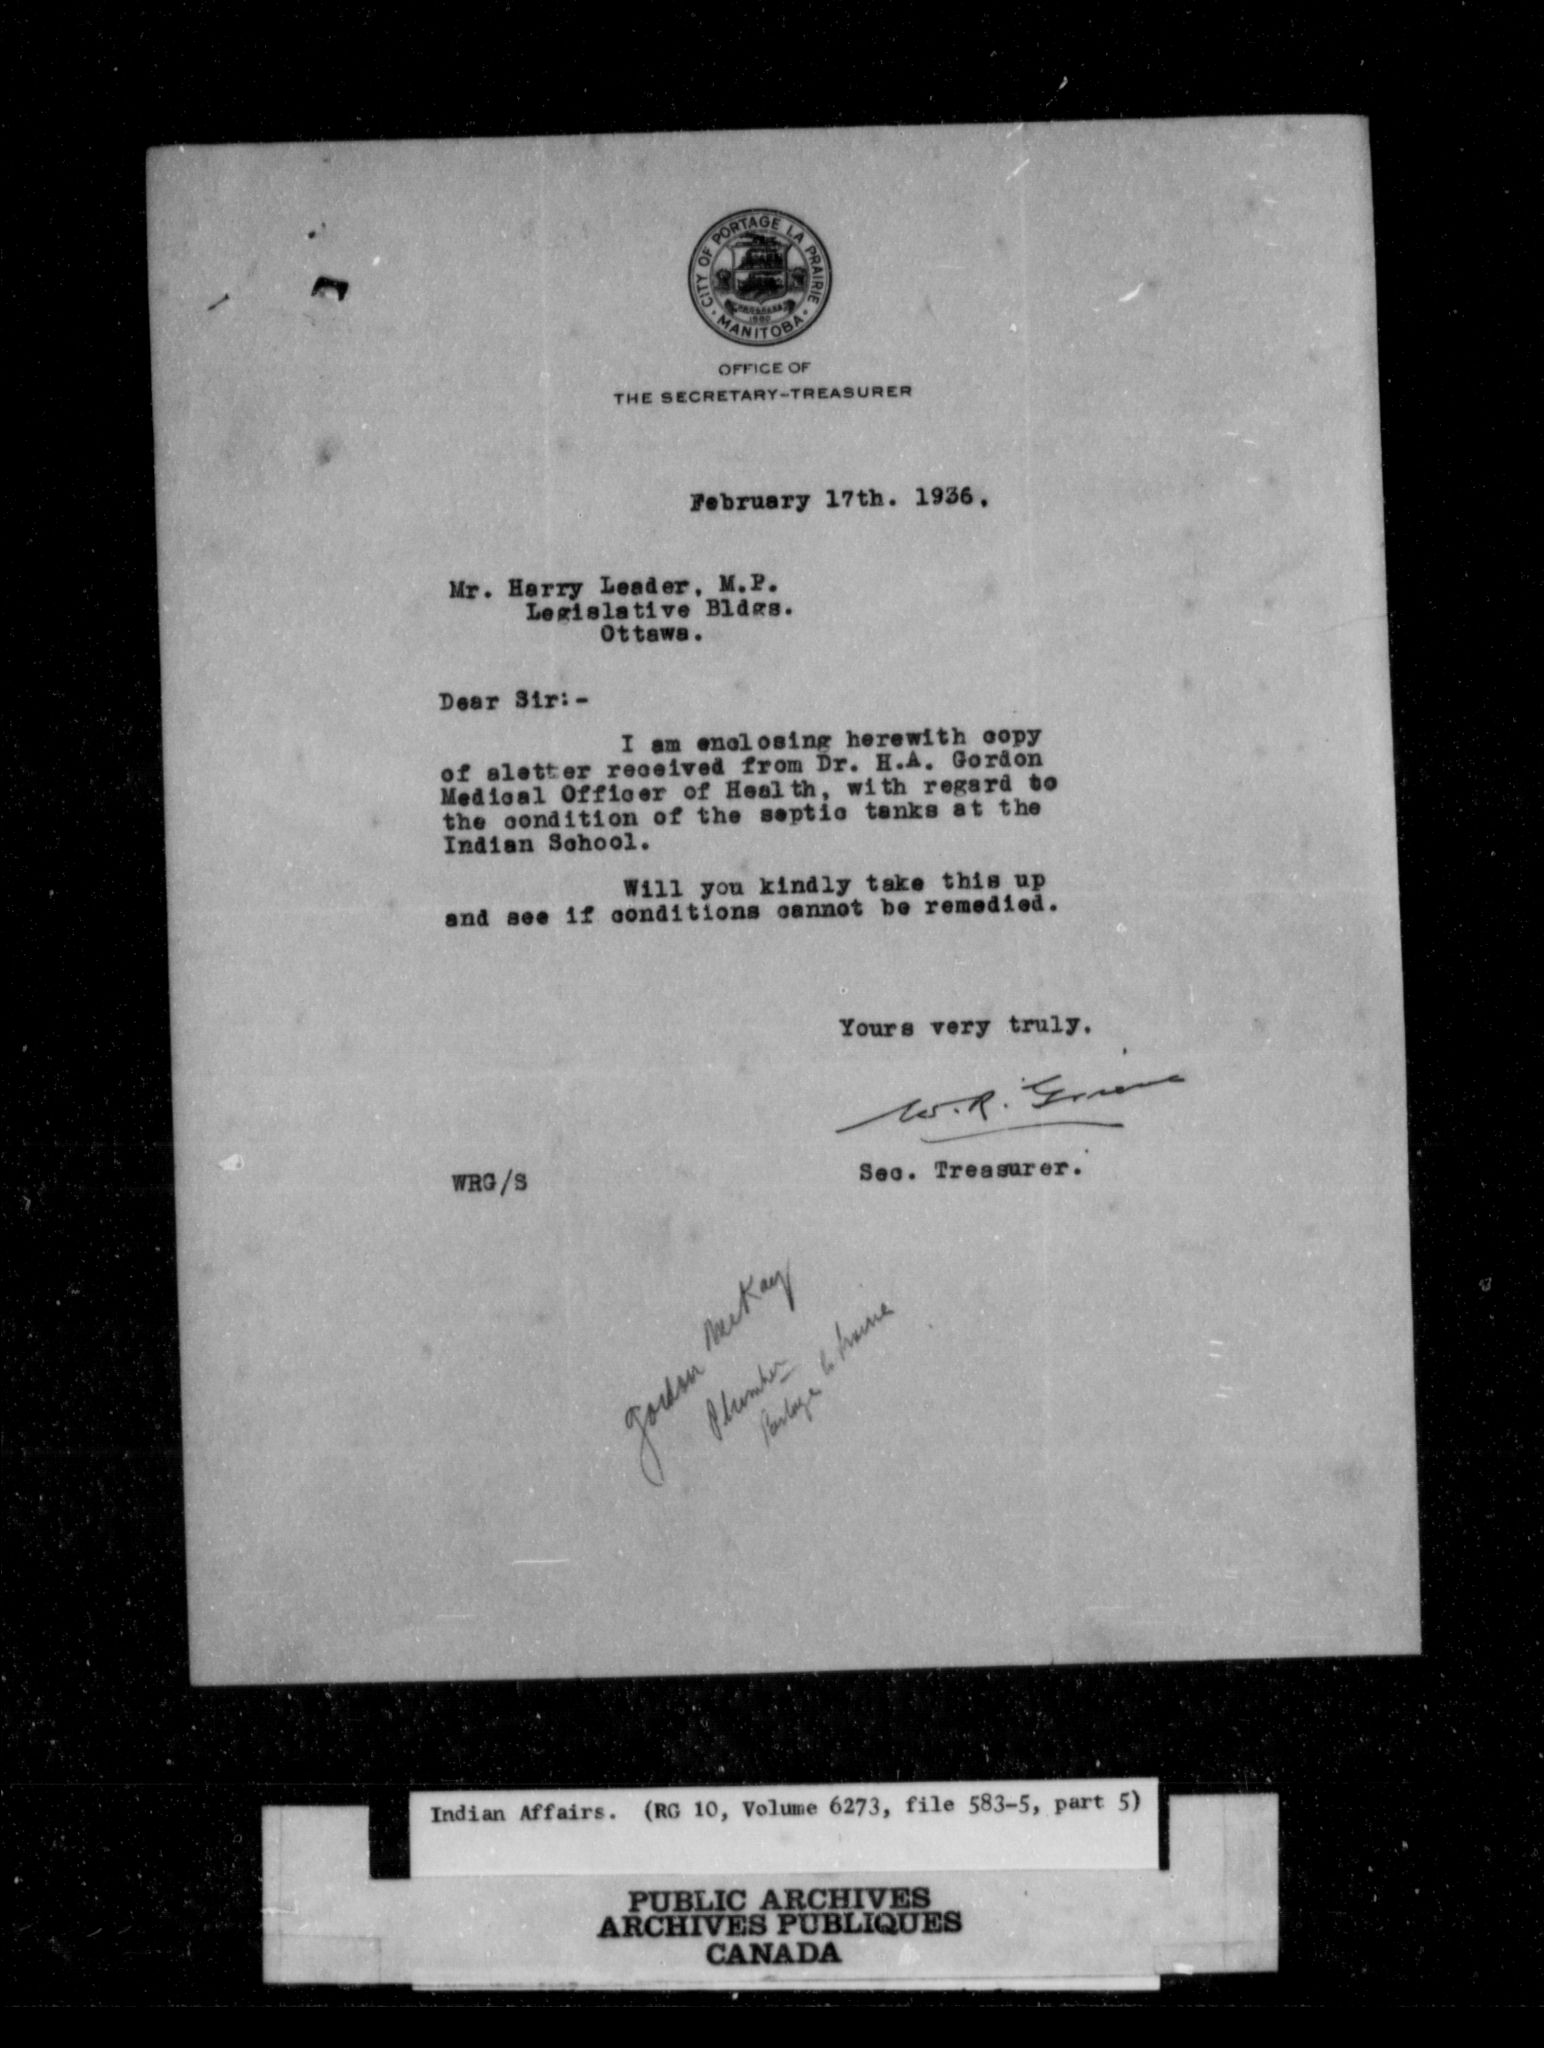 CITY OF PORTAGE LA PRAIRIE
MANITOBA
PROGRESS
1880
OFFICE OF
THE SECRETARY-TREASURER
February 17th. 1936.
Mr. Harry Leader, M.P.
Legislative Bldgs.
Ottawa.
Dear Sir:-
I am enclosing herewith copy
of aletter received from Dr. H.A. Gordon
Medical Officer of Health, with regard to
the condition of the septic tanks at the
Indian School.
Will you kindly take this up
and see if conditions cannot be remedied.
Yours very truly.
W.R. Grieve
Sec. Treasurer.
WRG/S
Gordon McKay
Plumber
Portage la Prairie
Indian Affairs. (RG 10, Volume 6273, file 583-5, part 5)
PUBLIC ARCHIVES
ARCHIVES PUBLIQUES
CANADA